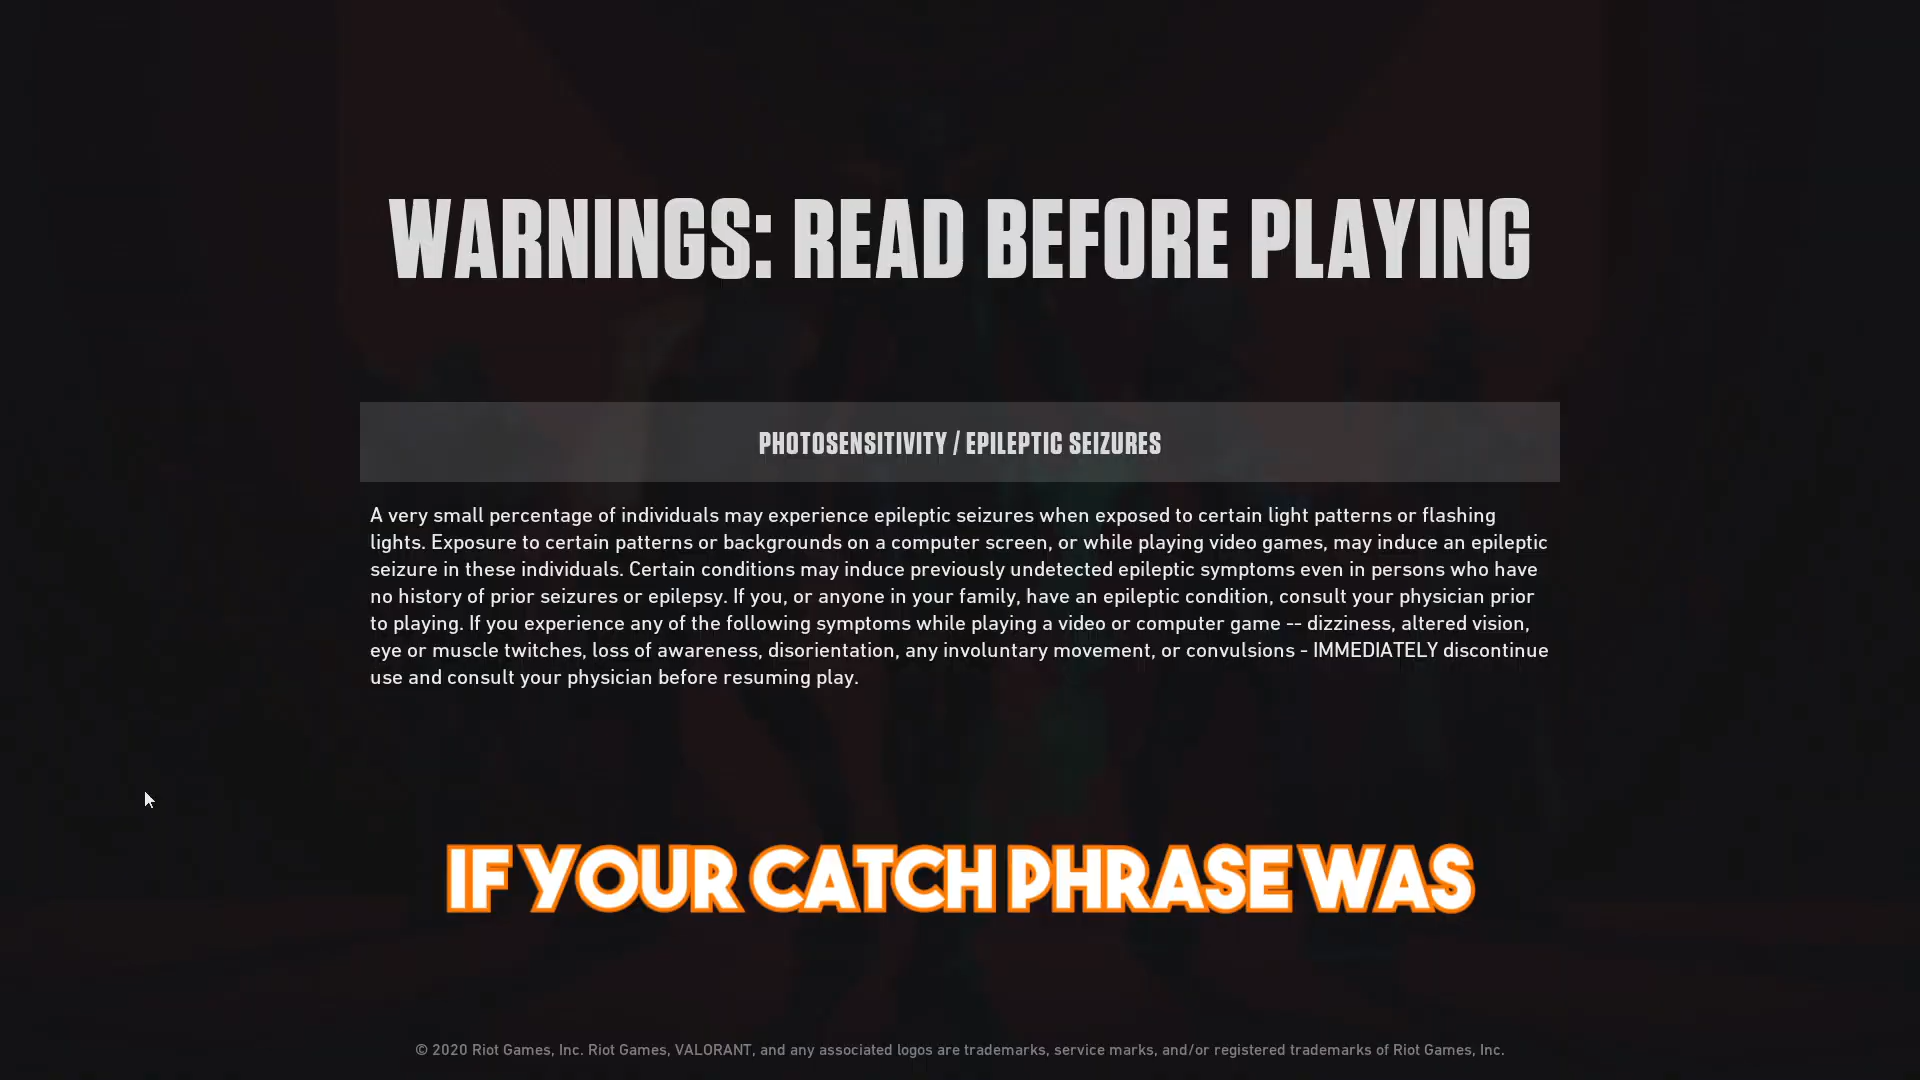 WARNINGS: READ BEFORE PLAYING
PHOTOSENSITIVITY / EPILEPTIC SEIZURES
A very small percentage of individuals may experience epileptic seizures when exposed to certain light patterns or flashing
lights. Exposure to certain patterns or backgrounds on a computer screen, or while playing video games, may induce an epileptic
seizure in these individuals. Certain conditions may induce previously undetected epileptic symptoms even in persons who have
no history of prior seizures or epilepsy. If you, or anyone in your family, have an epileptic condition, consult your physician prior
to playing. If you experience any of the following symptoms while playing a video or computer game -- dizziness, altered vision,
eye or muscle twitches, loss of awareness, disorientation, any involuntary movement, or convulsions - IMMEDIATELY discontinue
use and consult your physician before resuming play.
IF YOUR CATCH PHRASE WAS
© 2020 Riot Games, Inc. Riot Games, VALORANT, and any associated logos are trademarks, service marks, and/or registered trademarks of Riot Games, Inc.